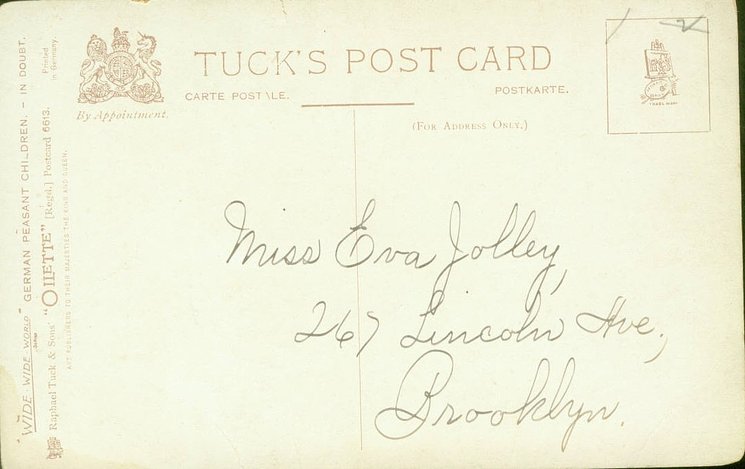 TUCK'S POST CARD
CARTE POSTALE. POSTKARTE.
(FOR ADDRESS ONLY.)
By Appointment.
TRADE MARK
"WIDE WIDE WORLD" GERMAN PEASANT CHILDREN. – IN DOUBT.
Raphael Tuck & Sons' "OILETTE" [Regd.] Postcard 6613.
Printed in Germany.
ART PUBLISHERS TO THEIR MAJESTIES THE KING AND QUEEN.
Miss Eva Jolley,
267 Lincoln Ave.,
Brooklyn.